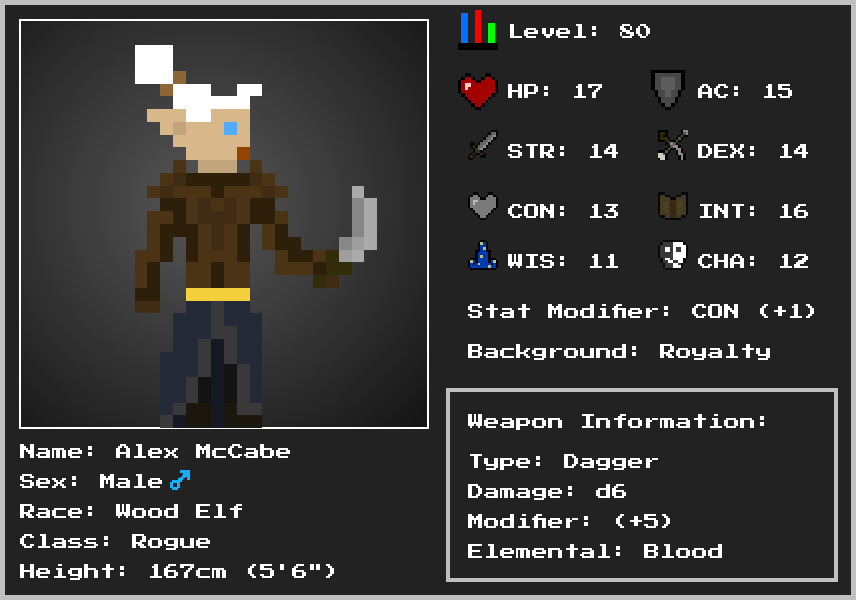 Level: 80
HP: 17
AC: 15
STR: 14
DEX: 14
CON: 13
INT: 16
WIS: 11
CHA: 12
Stat Modifier: CON (+1)
Background: Royalty
Name: Alex McCabe
Sex: Male ♂
Race: Wood Elf
Class: Rogue
Height: 167cm (5'6")
Weapon Information:
Type: Dagger
Damage: d6
Modifier: (+5)
Elemental: Blood